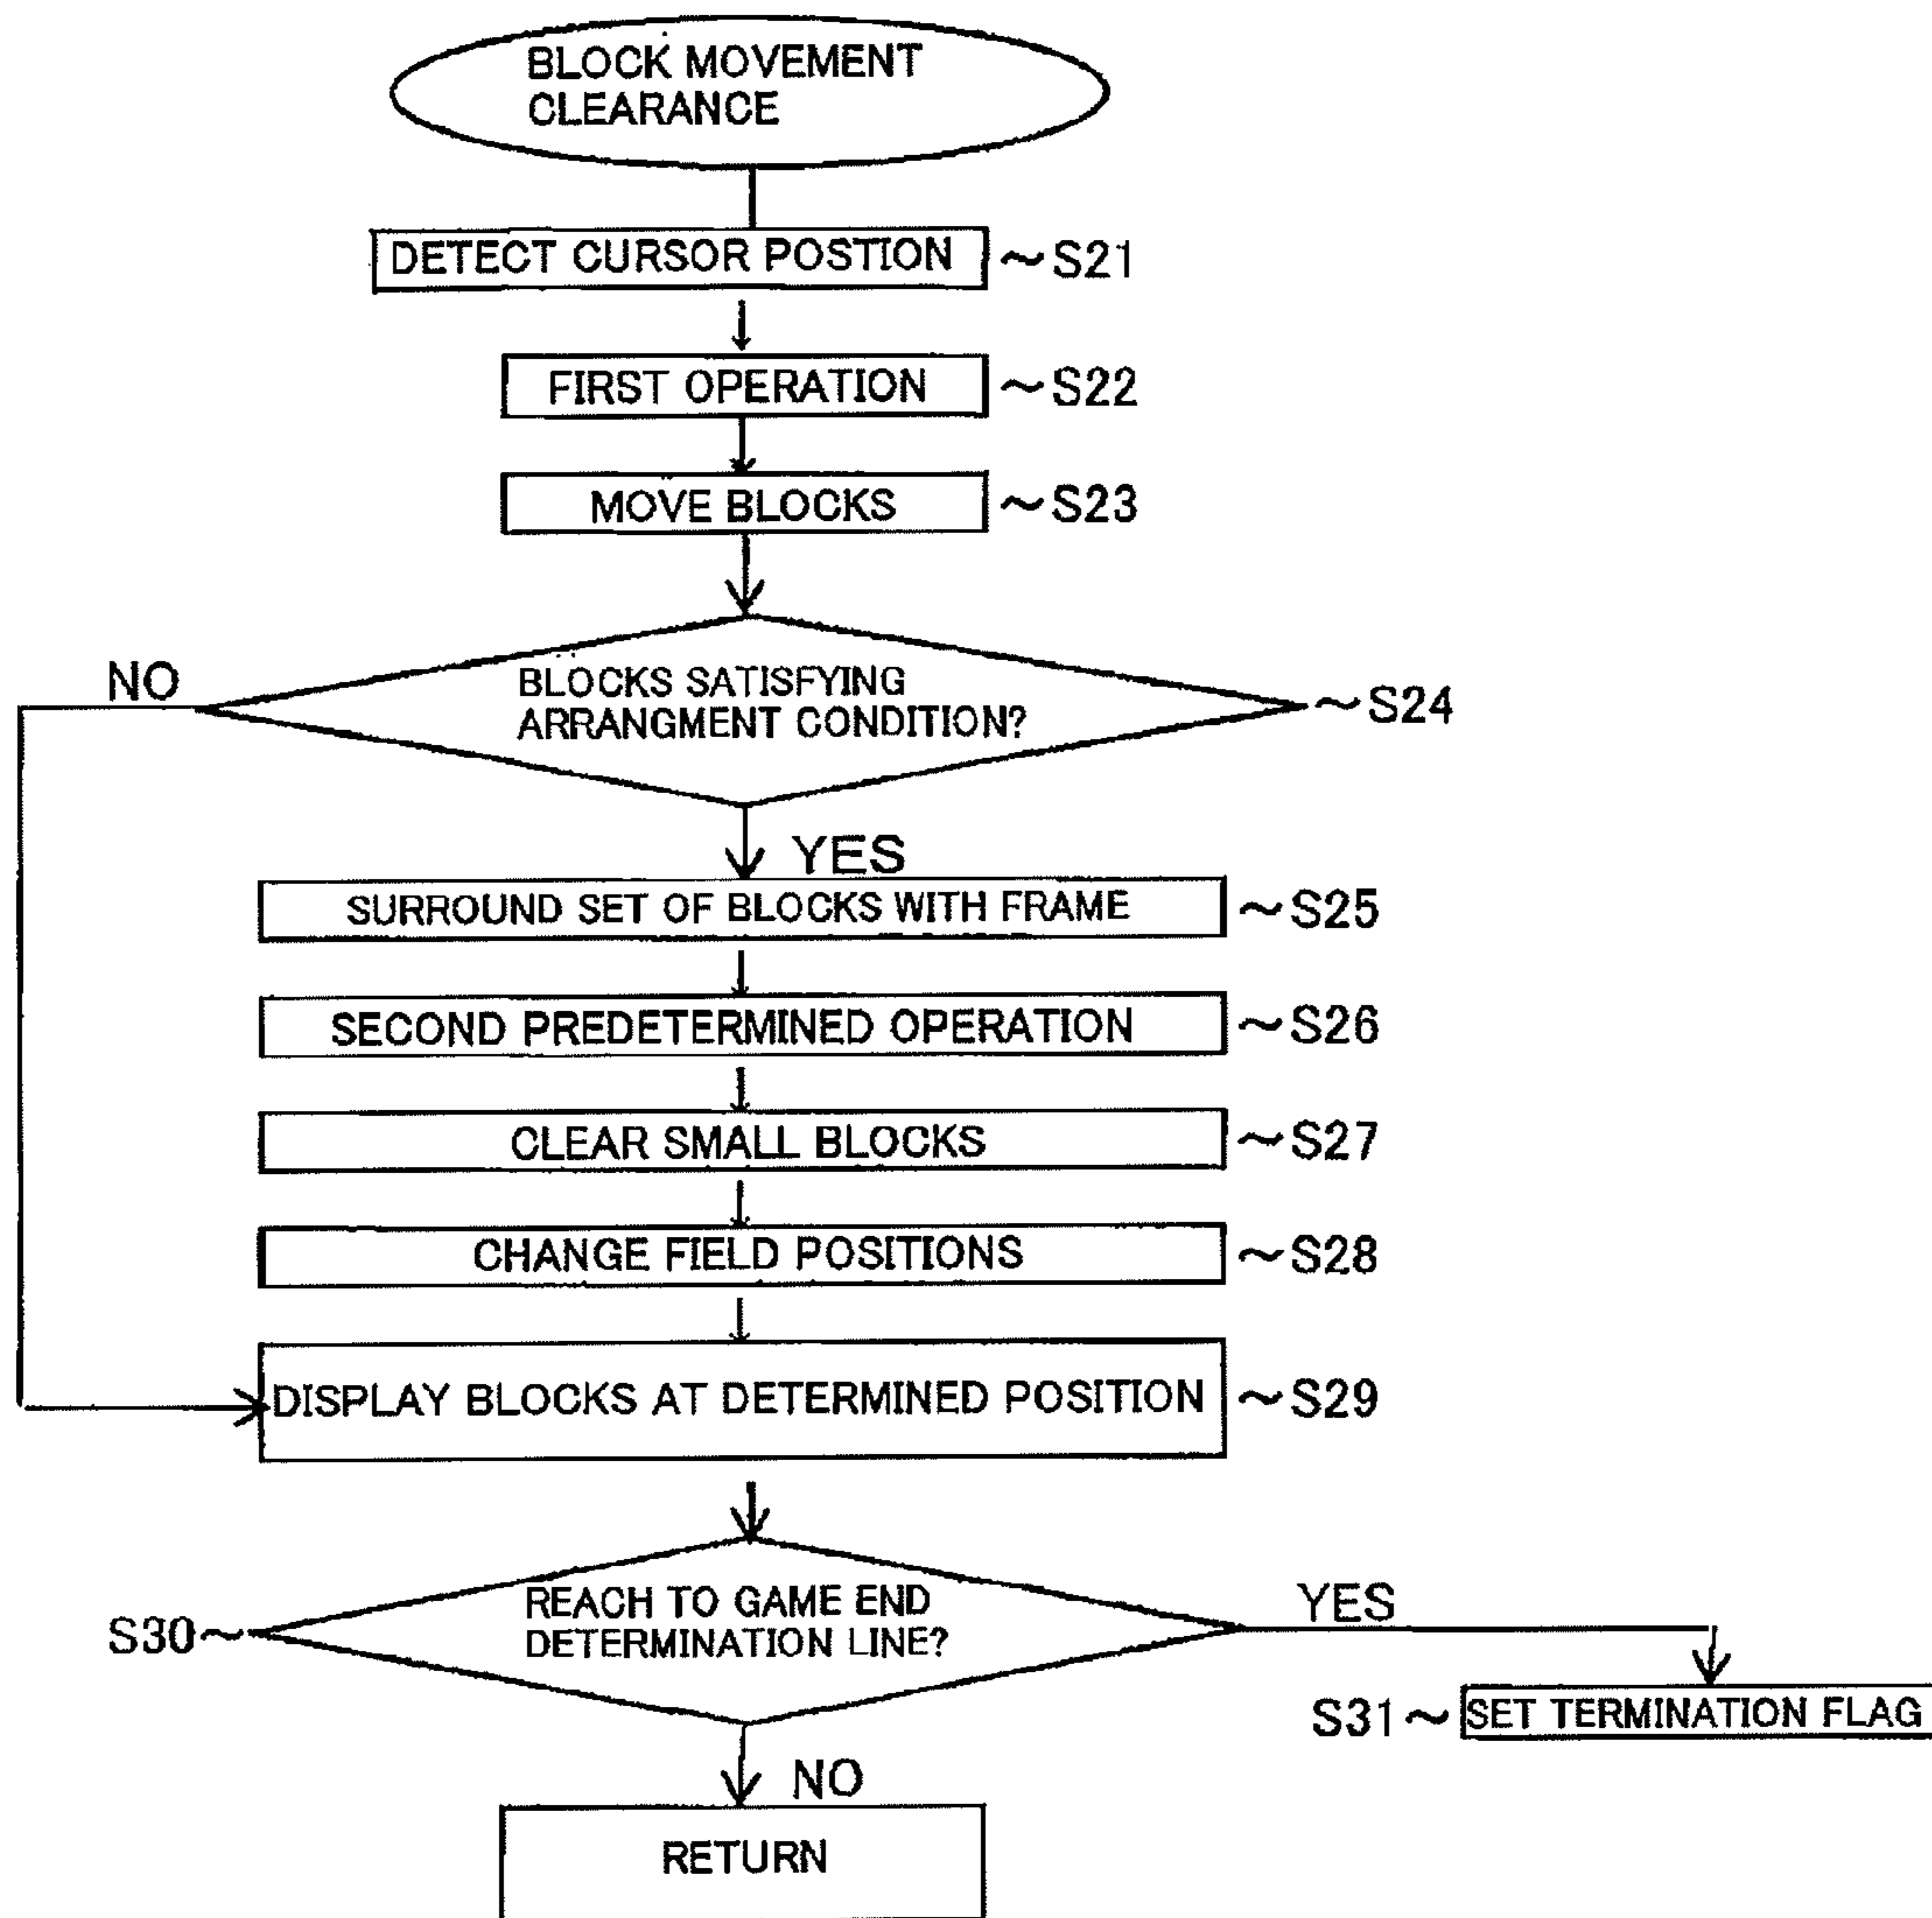 BLOCK MOVEMENT
CLEARANCE
DETECT CURSOR POSTION
~S21
FIRST OPERATION
~S22
MOVE BLOCKS
~S23
NO
BLOCKS SATISFYING
ARRANGMENT CONDITION?
~S24
YES
SURROUND SET OF BLOCKS WITH FRAME
~S25
SECOND PREDETERMINED OPERATION
~S26
CLEAR SMALL BLOCKS
~S27
CHANGE FIELD POSITIONS
~S28
DISPLAY BLOCKS AT DETERMINED POSITION
~S29
S30~
REACH TO GAME END
DETERMINATION LINE?
YES
S31~
SET TERMINATION FLAG
NO
RETURN